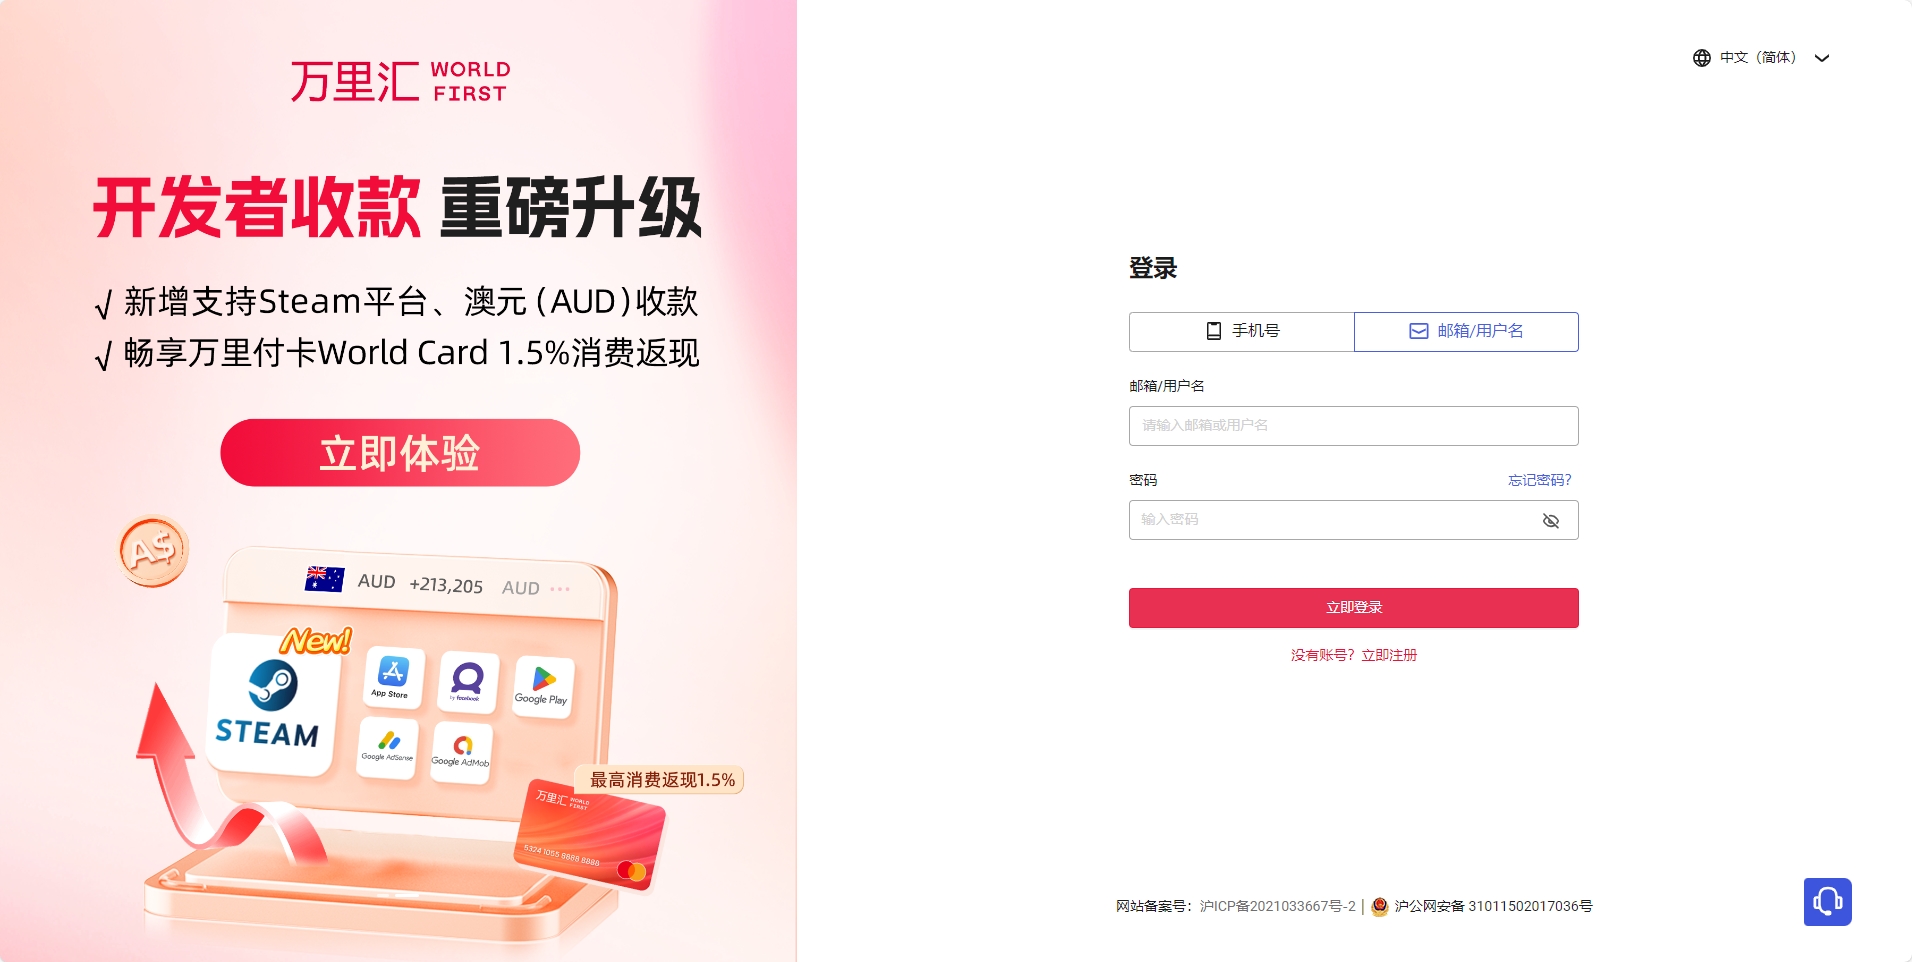 万里汇 WORLD FIRST
开发者收款 重磅升级
√ 新增支持Steam平台、澳元(AUD)收款
√ 畅享万里付卡World Card 1.5%消费返现
立即体验
A$
AUD +213,205 AUD ···
New!
STEAM
App Store
by facebook
Google Play
Google AdSense
Google AdMob
最高消费返现1.5%
万里汇 WORLD FIRST
5324 1055 8888 8888
中文（简体）
登录
手机号
邮箱/用户名
邮箱/用户名
请输入邮箱或用户名
密码
忘记密码?
输入密码
立即登录
没有账号？立即注册
网站备案号：沪ICP备2021033667号-2 | 沪公网安备 31011502017036号